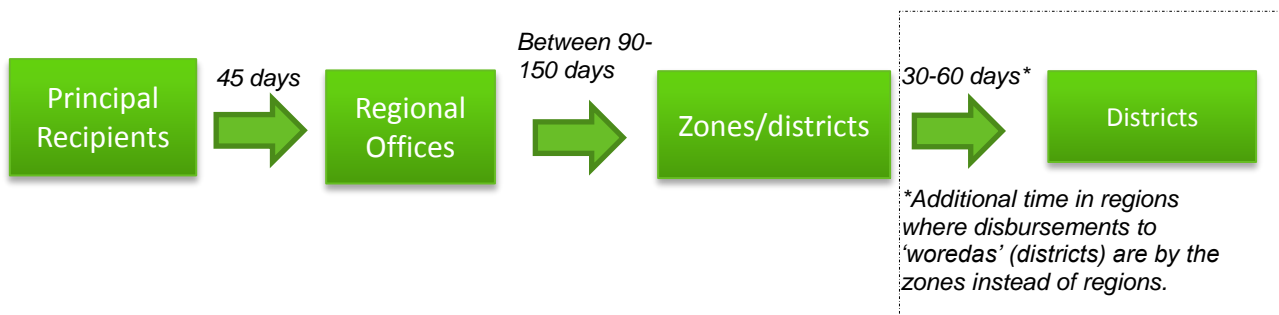 Principal
Recipients
45 days
Regional
Offices
Between 90-
150 days
Zones/districts
30-60 days*
Districts
*Additional time in regions
where disbursements to
‘woredas’ (districts) are by the
zones instead of regions.